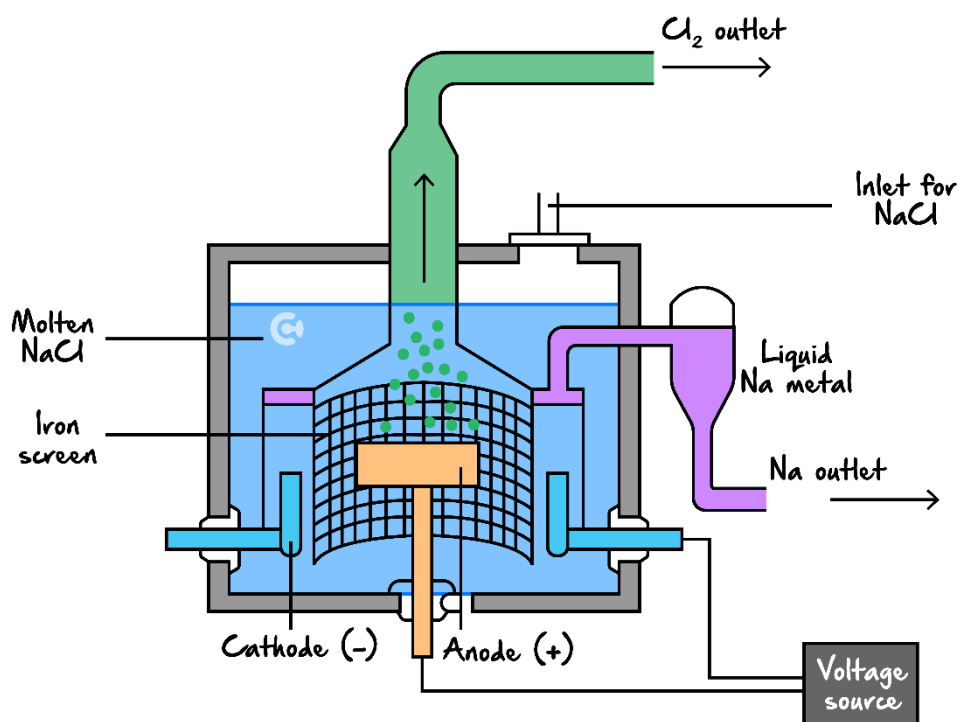 Cl₂ outlet
Inlet for
NaCl
Molten
NaCl
Liquid
Na metal
Iron
screen
Na outlet
Cathode (-)
Anode (+)
Voltage
source